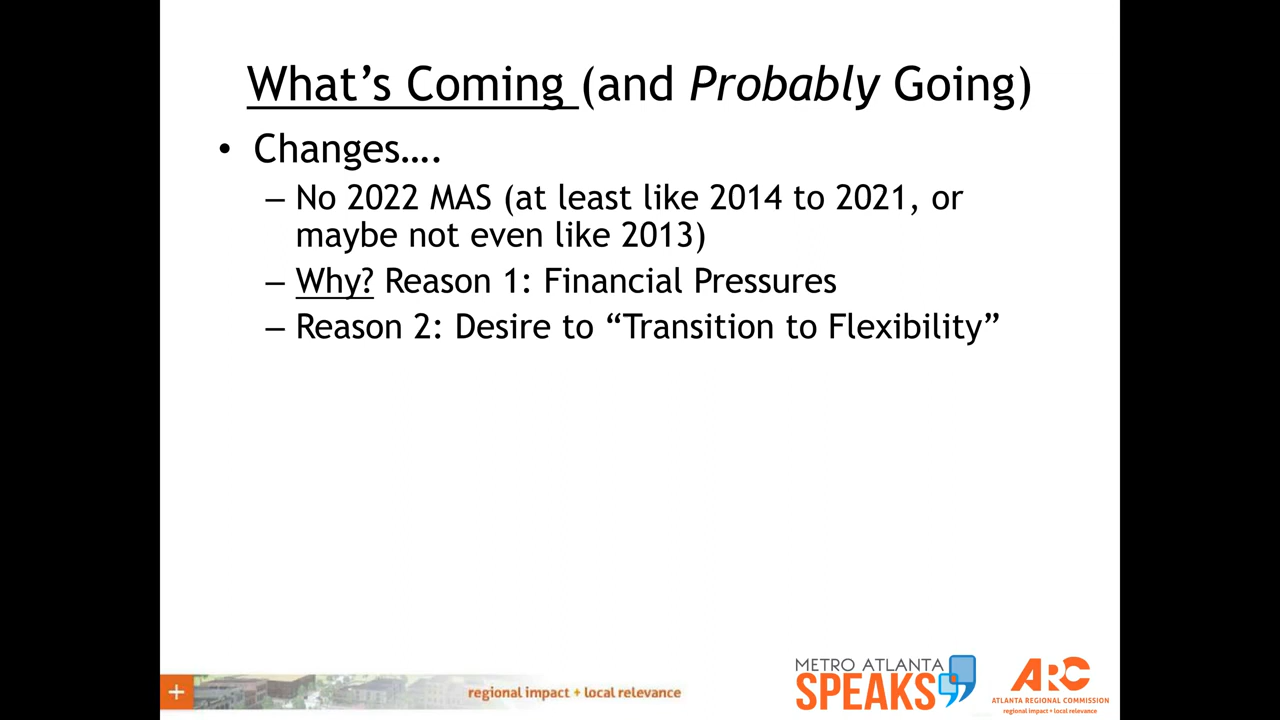 What’s Coming (and Probably Going)
• Changes….
– No 2022 MAS (at least like 2014 to 2021, or
maybe not even like 2013)
– Why? Reason 1: Financial Pressures
– Reason 2: Desire to “Transition to Flexibility”
+
regional impact + local relevance
METRO ATLANTA
SPEAKS
ARC
ATLANTA REGIONAL COMMISSION
regional impact + local relevance